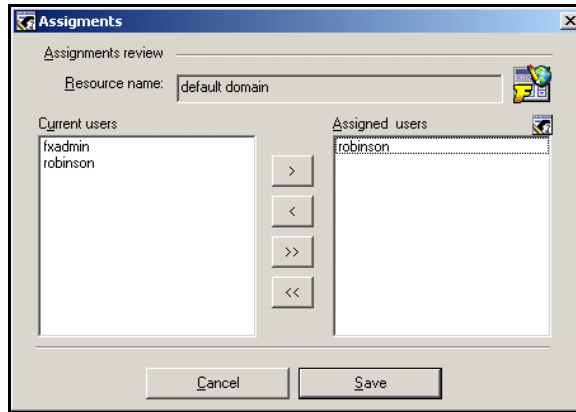 Assigments
Assignments review
Resource name: default domain
Current users
fxadmin
robinson
>
<
>>
<<
Assigned users
robinson
Cancel
Save